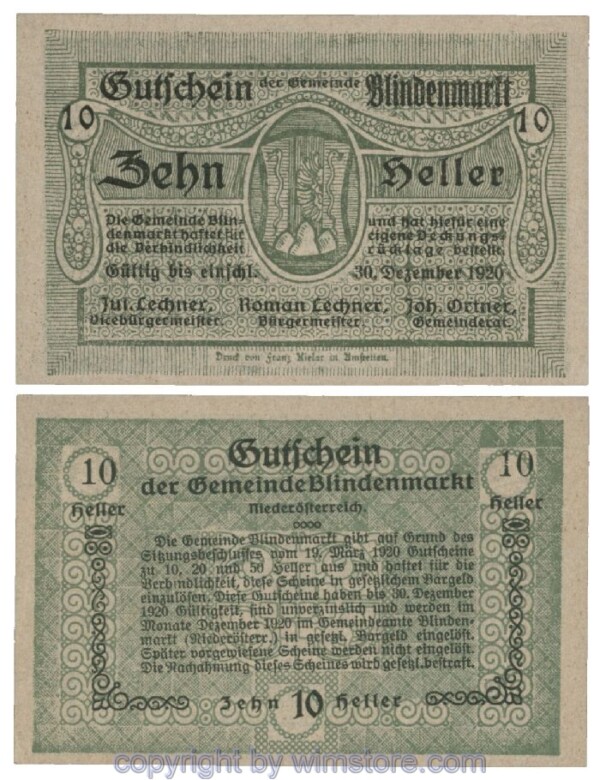 Gutschein der Gemeinde Blindenmarkt
10 10
Zehn Heller
Die Gemeinde Blin-
denmarkt haftet für
die Verbindlichkeit
und hat hiefür eine
eigene Deckungs-
rücklage bestellt.
Gültig bis einschl. 30. Dezember 1920
Jul. Lechner, Roman Lechner, Joh. Ortner,
Vicebürgermeister. Bürgermeister. Gemeinderat.
Druck von Franz in Amstetten.
Gutschein
der Gemeinde Blindenmarkt
Niederösterreich.
10 10
Heller Heller
Die Gemeinde Blindenmarkt gibt auf Grund des
Sitzungsbeschlusses vom 19. März 1920 Gutscheine
zu 10, 20 und 50 Heller aus und haftet für die
Verbindlichkeit, diese Scheine in gesetzlichem Bargeld
einzulösen. Diese Gutscheine haben bis 30. Dezember
1920 Gültigkeit, sind unverzinslich und werden im
Monate Dezember 1920 im Gemeindeamte Blinden-
markt (Niederösterr.) in gesetzl. Bargeld eingelöst.
Später vorgewiesene Scheine werden nicht eingelöst.
Die Nachahmung dieses Scheines wird gesetzl. bestraft.
Zehn 10 Heller
copyright by wimstore.com